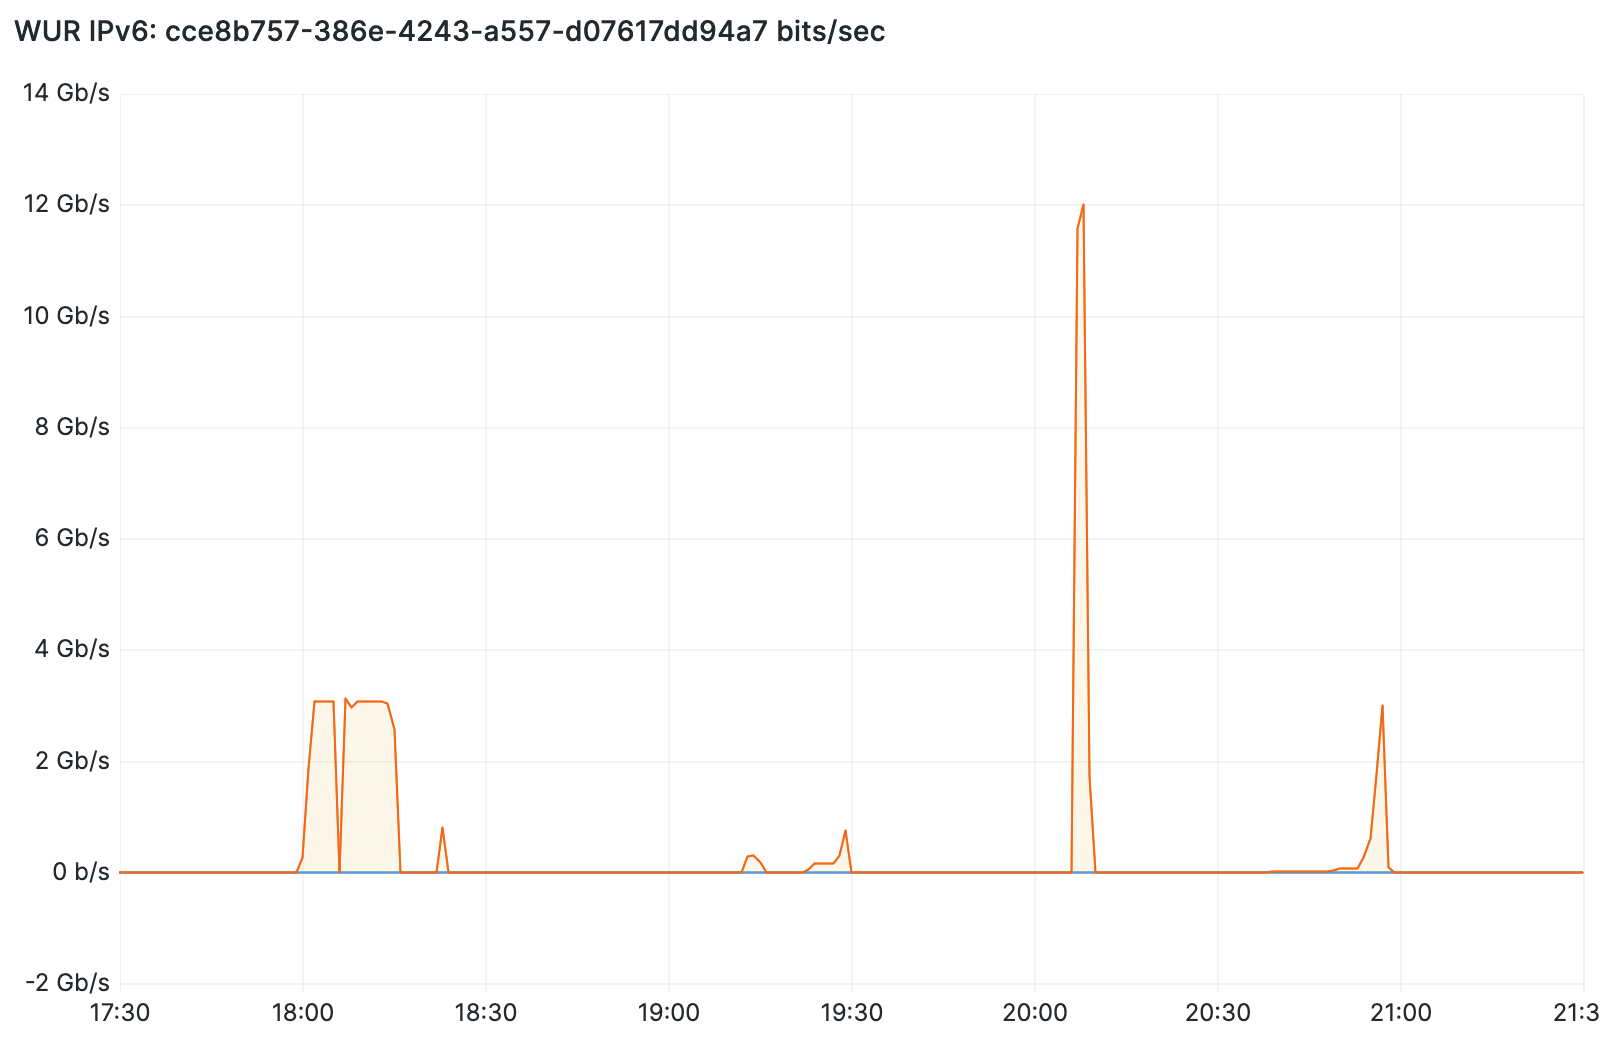 WUR IPv6: cce8b757-386e-4243-a557-d07617dd94a7 bits/sec
14 Gb/s
12 Gb/s
10 Gb/s
8 Gb/s
6 Gb/s
4 Gb/s
2 Gb/s
0 b/s
-2 Gb/s
17:30 18:00 18:30 19:00 19:30 20:00 20:30 21:00 21:3